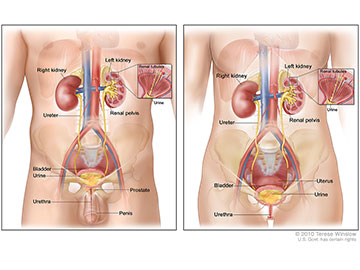 Left kidney
Renal tubules
Right kidney
Urine
Ureter
Renal pelvis
Bladder
Urine
Prostate
Urethra
Penis
Left kidney
Renal tubules
Right kidney
Urine
Ureter
Renal pelvis
Bladder
Uterus
Urine
Urethra
© 2010 Terese Winslow
U.S. Govt. has certain rights